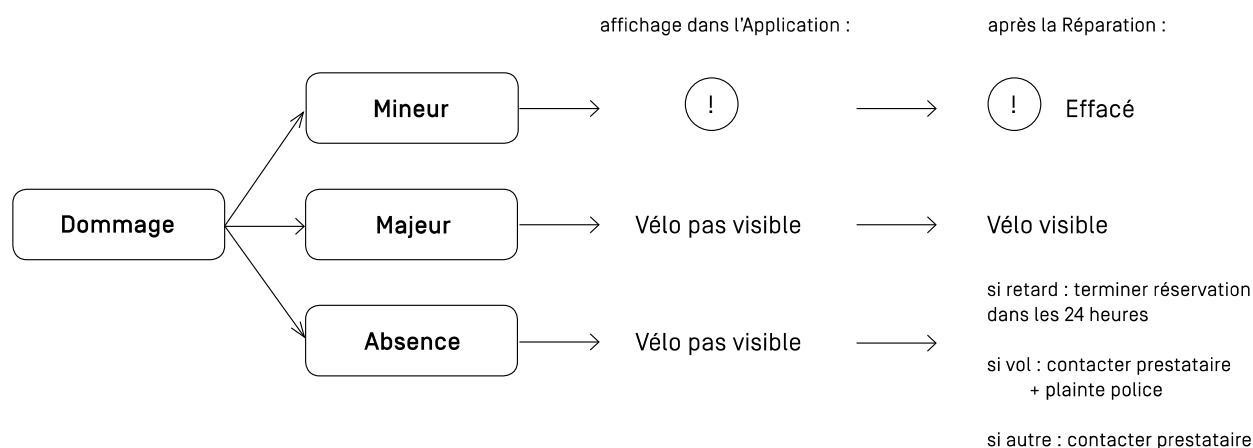 affichage dans l'Application :
après la Réparation :
Mineur
!
! Effacé
Dommage
Majeur
Vélo pas visible
Vélo visible
Absence
Vélo pas visible
si retard : terminer réservation
dans les 24 heures
si vol : contacter prestataire
+ plainte police
si autre : contacter prestataire